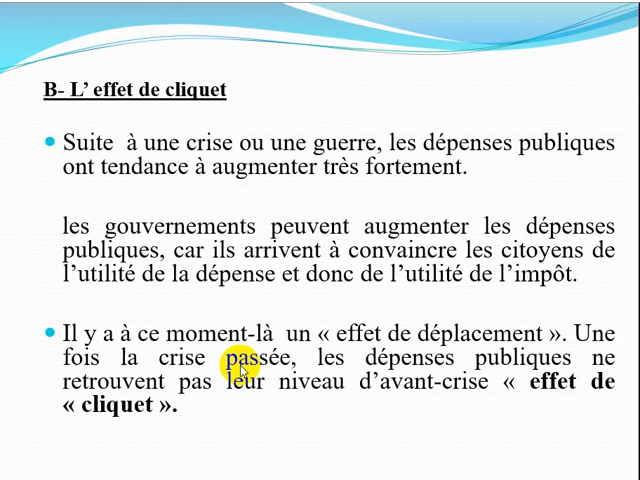 B- L’ effet de cliquet
Suite à une crise ou une guerre, les dépenses publiques
ont tendance à augmenter très fortement.
les gouvernements peuvent augmenter les dépenses
publiques, car ils arrivent à convaincre les citoyens de
l’utilité de la dépense et donc de l’utilité de l’impôt.
Il y a à ce moment-là un « effet de déplacement ». Une
fois la crise passée, les dépenses publiques ne
retrouvent pas leur niveau d’avant-crise « effet de
« cliquet ».